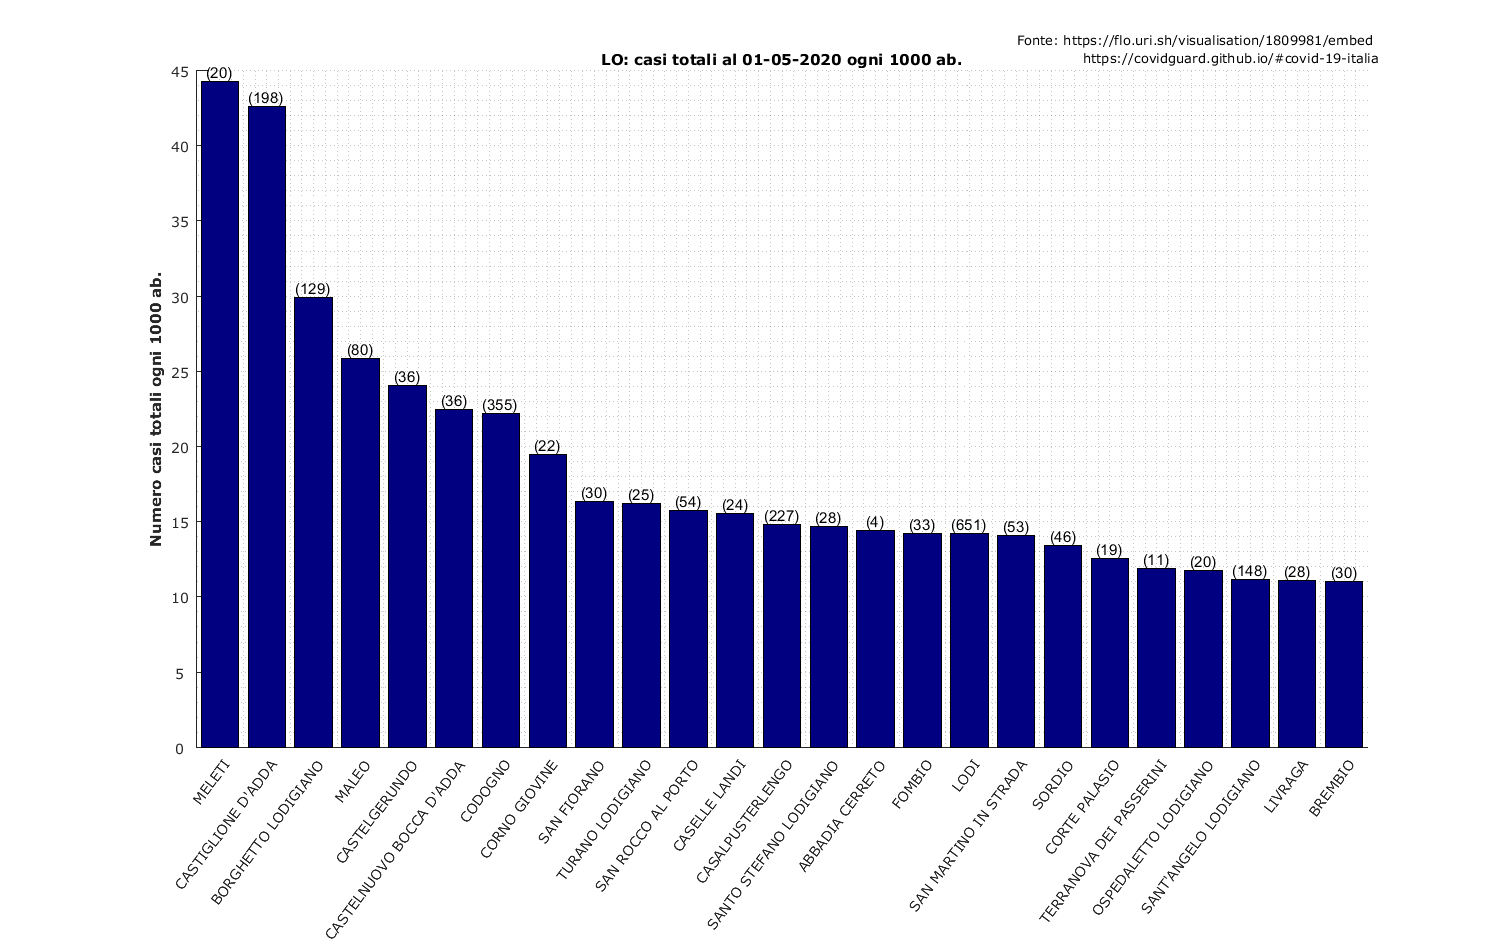 Fonte: https://flo.uri.sh/visualisation/1809981/embed
https://covidguard.github.io/#covid-19-italia
LO: casi totali al 01-05-2020 ogni 1000 ab.
Numero casi totali ogni 1000 ab.
45
40
35
30
25
20
15
10
5
0
(20)
(198)
(129)
(80)
(36)
(36)
(355)
(22)
(30)
(25)
(54)
(24)
(227)
(28)
(4)
(33)
(651)
(53)
(46)
(19)
(11)
(20)
(148)
(28)
(30)
MELETI
CASTIGLIONE D'ADDA
BORGHETTO LODIGIANO
MALEO
CASTELGERUNDO
CASTELNUOVO BOCCA D'ADDA
CODOGNO
CORNO GIOVINE
SAN FIORANO
TURANO LODIGIANO
SAN ROCCO AL PORTO
CASELLE LANDI
CASALPUSTERLENGO
SANTO STEFANO LODIGIANO
ABBADIA CERRETO
FOMBIO
LODI
SAN MARTINO IN STRADA
SORDIO
CORTE PALASIO
TERRANOVA DEI PASSERINI
OSPEDALETTO LODIGIANO
SANT'ANGELO LODIGIANO
LIVRAGA
BREMBIO